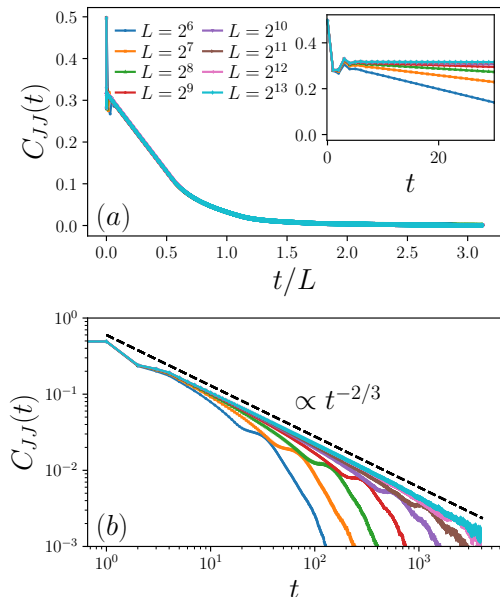 C_{JJ}(t)
0.5
0.4
0.3
0.2
0.1
0.0
L = 2^6
L = 2^7
L = 2^8
L = 2^9
L = 2^{10}
L = 2^{11}
L = 2^{12}
L = 2^{13}
0.4
0.2
0.0
0 20
t
(a)
0.0 0.5 1.0 1.5 2.0 2.5 3.0
t/L
C_{JJ}(t)
10^0
10^{-1}
10^{-2}
10^{-3}
∝ t^{-2/3}
(b)
10^0 10^1 10^2 10^3
t